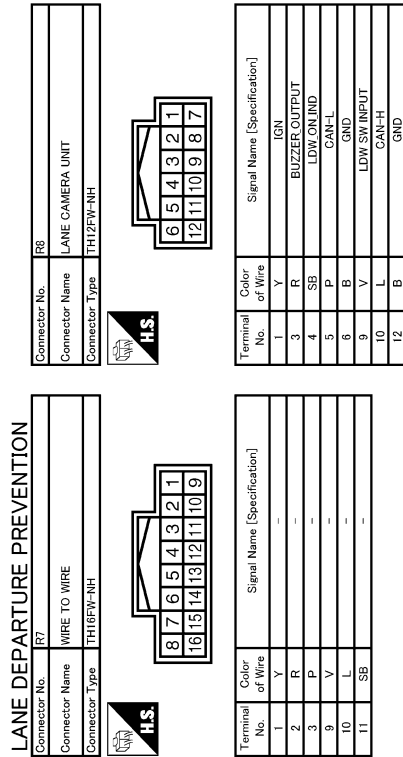 LANE DEPARTURE PREVENTION
Connector No. R7
Connector Name WIRE TO WIRE
Connector Type TH16FW-NH
H.S.
8 7 6 5 4 3 2 1
16 15 14 13 12 11 10 9
Terminal No. Color of Wire Signal Name [Specification]
1 Y -
2 R -
3 P -
9 V -
10 L -
11 SB -
Connector No. R8
Connector Name LANE CAMERA UNIT
Connector Type TH12FW-NH
H.S.
6 5 4 3 2 1
12 11 10 9 8 7
Terminal No. Color of Wire Signal Name [Specification]
1 Y IGN
3 R BUZZER_OUTPUT
4 SB LDW_ON_IND
5 P CAN-L
6 B GND
9 V LDW SW INPUT
10 L CAN-H
12 B GND